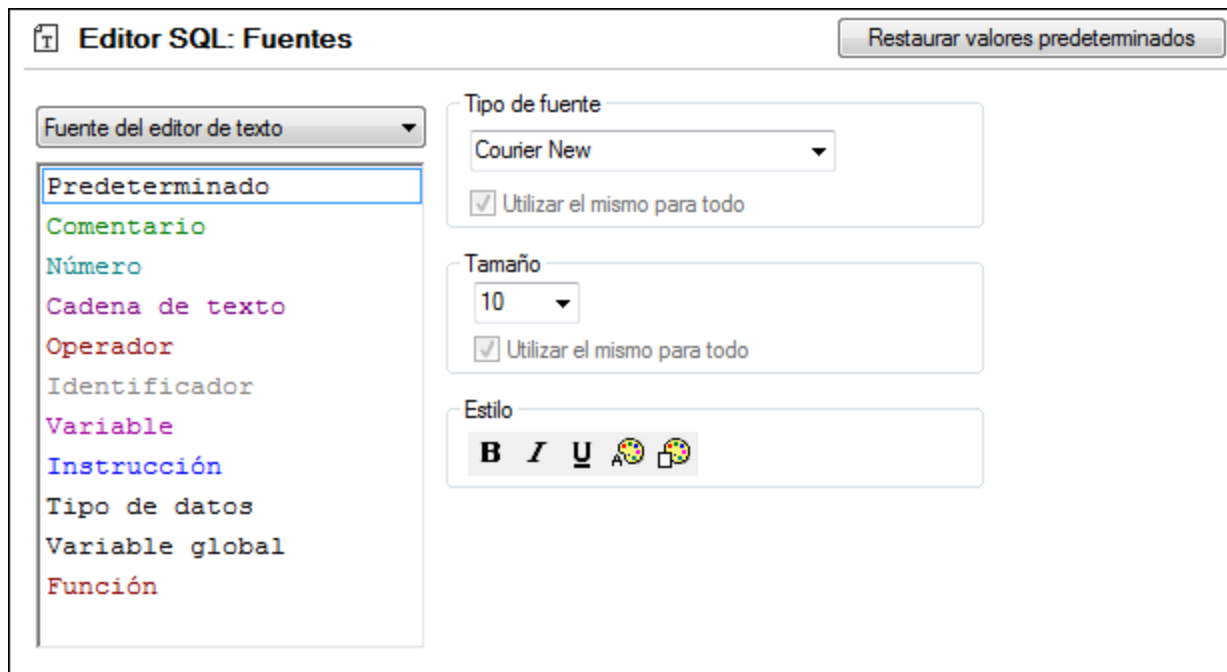 Editor SQL: Fuentes
Restaurar valores predeterminados
Fuente del editor de texto
Predeterminado
Comentario
Número
Cadena de texto
Operador
Identificador
Variable
Instrucción
Tipo de datos
Variable global
Función
Tipo de fuente
Courier New
Utilizar el mismo para todo
Tamaño
10
Utilizar el mismo para todo
Estilo
B I U